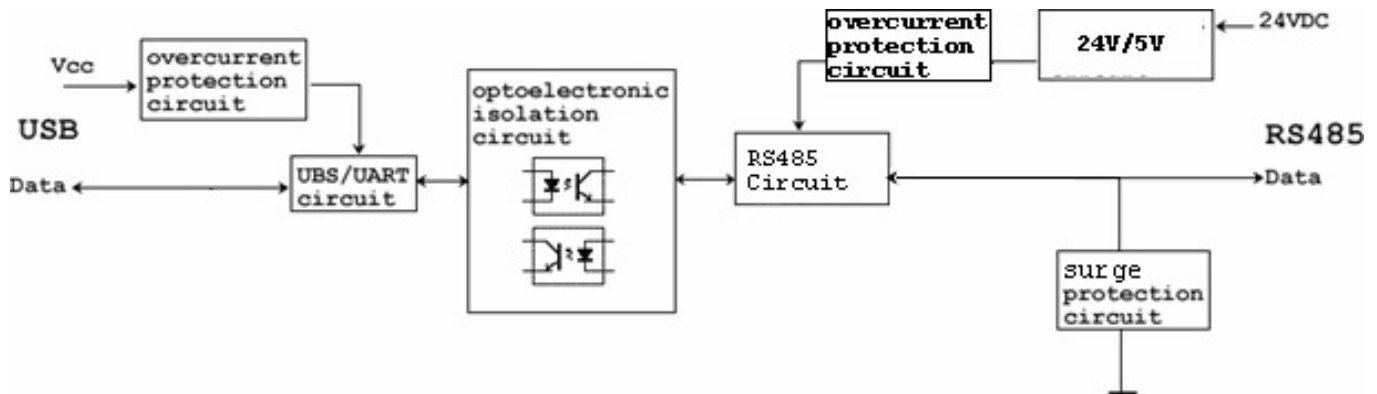 overcurrent
protection
circuit
24V/5V
24VDC
Vcc
overcurrent
protection
circuit
optoelectronic
isolation
circuit
USB
RS485
RS485
Circuit
UBS/UART
circuit
Data
Data
surge
protection
circuit